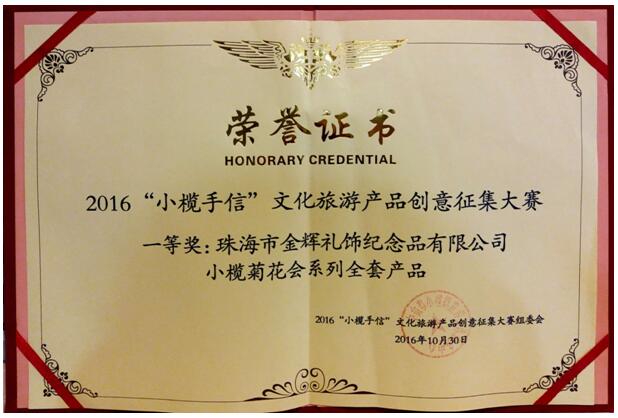 荣誉证书
HONORARY CREDENTIAL
2016“小榄手信”文化旅游产品创意征集大赛
一等奖：珠海市金辉礼饰纪念品有限公司
小榄菊花会系列全套产品
2016“小榄手信”文化旅游产品创意征集大赛组委会
2016年10月30日